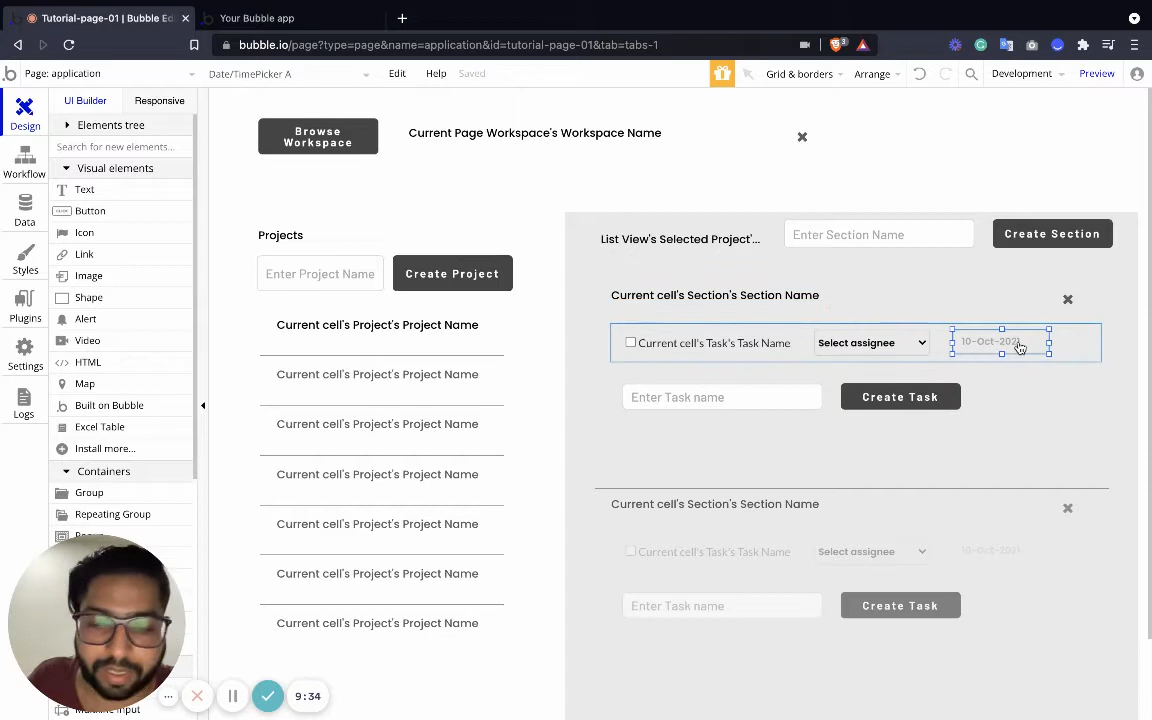 Tutorial-page-01 | Bubble Ed
Your Bubble app
bubble.io/page?type=page&name=application&id=tutorial-page-01&tab=tabs-1
3
Page: application
Date/TimePicker A
Edit
Help
Saved
Grid & borders
Arrange
Development
Preview
UI Builder
Responsive
Design
Elements tree
Search for new elements...
Visual elements
Workflow
Text
Button
Data
Icon
Link
Styles
Image
Shape
Plugins
Alert
Video
Settings
HTML
Map
Logs
Built on Bubble
Excel Table
Install more...
Containers
Group
Repeating Group
Browse
Workspace
Current Page Workspace's Workspace Name
Projects
Enter Project Name
Create Project
Current cell's Project's Project Name
Current cell's Project's Project Name
Current cell's Project's Project Name
Current cell's Project's Project Name
Current cell's Project's Project Name
Current cell's Project's Project Name
Current cell's Project's Project Name
List View's Selected Project'...
Enter Section Name
Create Section
Current cell's Section's Section Name
Current cell's Task's Task Name
Select assignee
10-Oct-2021
Enter Task name
Create Task
Current cell's Section's Section Name
Current cell's Task's Task Name
Select assignee
10-Oct-2021
Enter Task name
Create Task
9:34